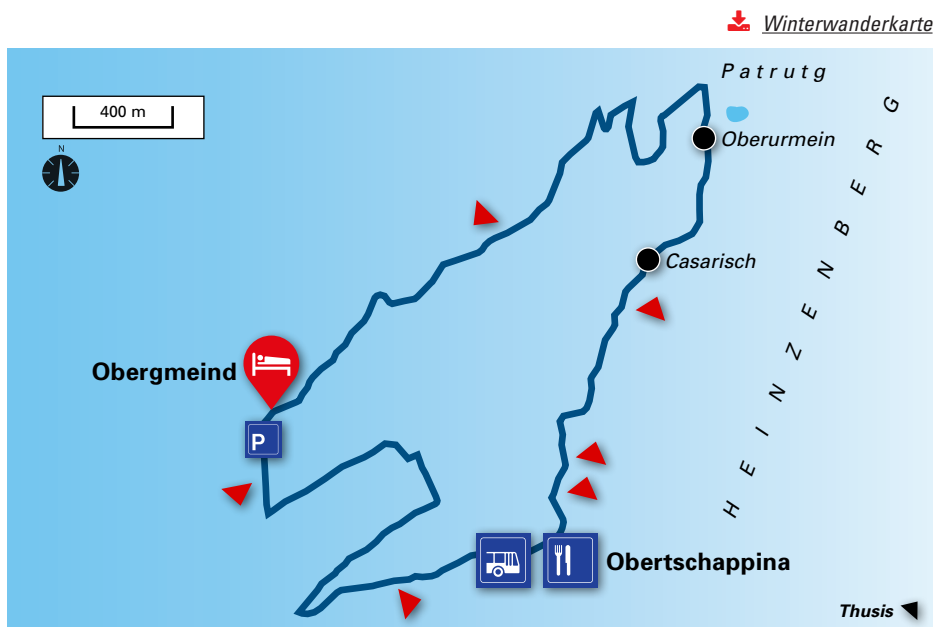 Winterwanderkarte
Patrutg
400 m
N
Oberurmein
HEINZENBERG
Casarisch
Obergmeind
P
Obertschappina
Thusis